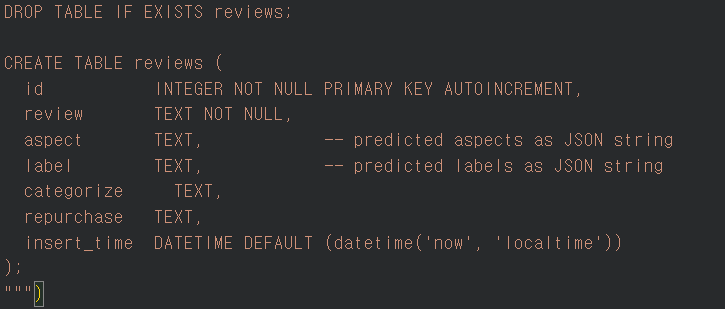 DROP TABLE IF EXISTS reviews;
CREATE TABLE reviews (
id INTEGER NOT NULL PRIMARY KEY AUTOINCREMENT,
review TEXT NOT NULL,
aspect TEXT, -- predicted aspects as JSON string
label TEXT, -- predicted labels as JSON string
categorize TEXT,
repurchase TEXT,
insert_time DATETIME DEFAULT (datetime('now', 'localtime'))
);
""")